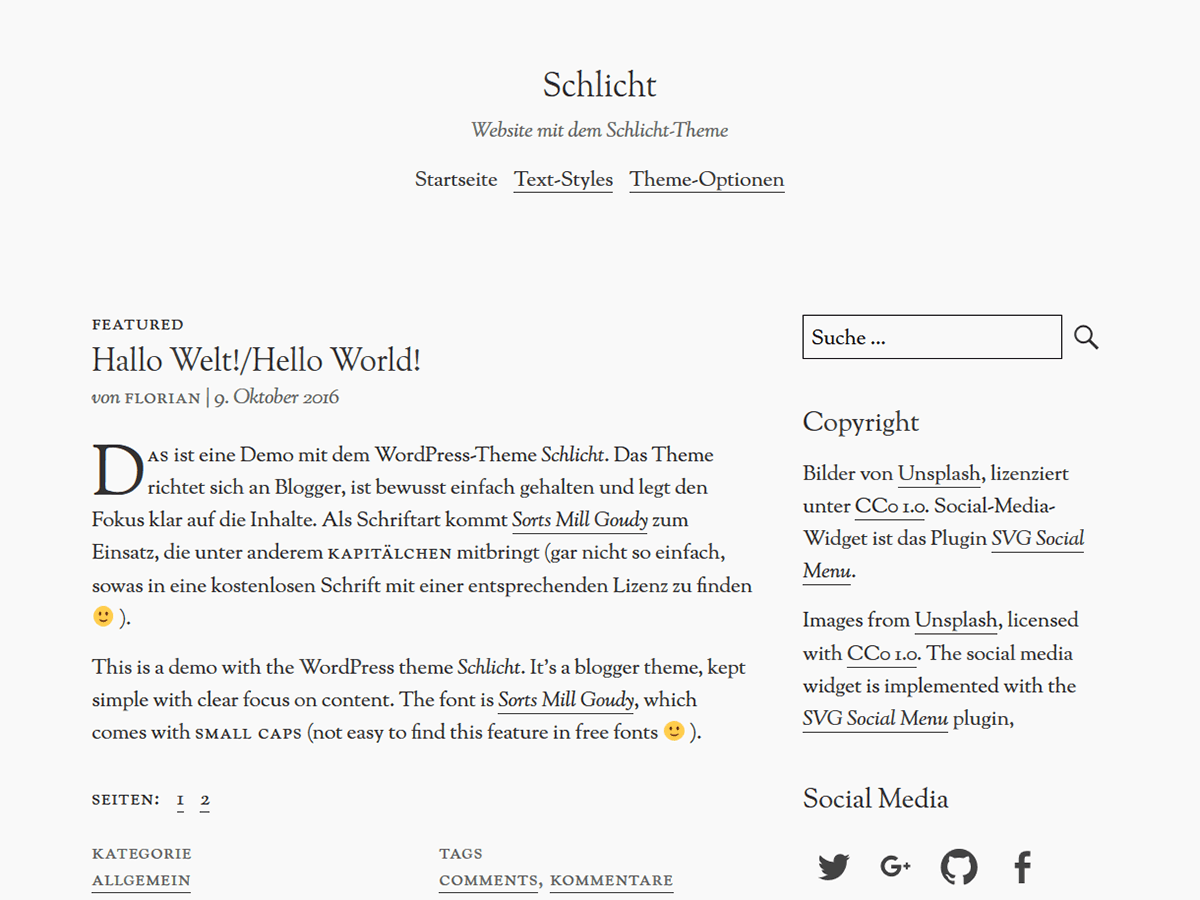 Schlicht
Website mit dem Schlicht-Theme
Startseite Text-Styles Theme-Optionen
FEATURED
Hallo Welt!/Hello World!
von FLORIAN | 9. Oktober 2016
DAS ist eine Demo mit dem WordPress-Theme Schlicht. Das Theme
richtet sich an Blogger, ist bewusst einfach gehalten und legt den
Fokus klar auf die Inhalte. Als Schriftart kommt Sorts Mill Goudy zum
Einsatz, die unter anderem KAPITÄLCHEN mitbringt (gar nicht so einfach,
sowas in eine kostenlosen Schrift mit einer entsprechenden Lizenz zu finden
🙂 ).
This is a demo with the WordPress theme Schlicht. It’s a blogger theme, kept
simple with clear focus on content. The font is Sorts Mill Goudy, which
comes with SMALL CAPS (not easy to find this feature in free fonts 🙂 ).
SEITEN: 1 2
KATEGORIE
ALLGEMEIN
TAGS
COMMENTS, KOMMENTARE
Suche …
Copyright
Bilder von Unsplash, lizenziert
unter CC0 1.0. Social-Media-
Widget ist das Plugin SVG Social
Menu.
Images from Unsplash, licensed
with CC0 1.0. The social media
widget is implemented with the
SVG Social Menu plugin,
Social Media
G+